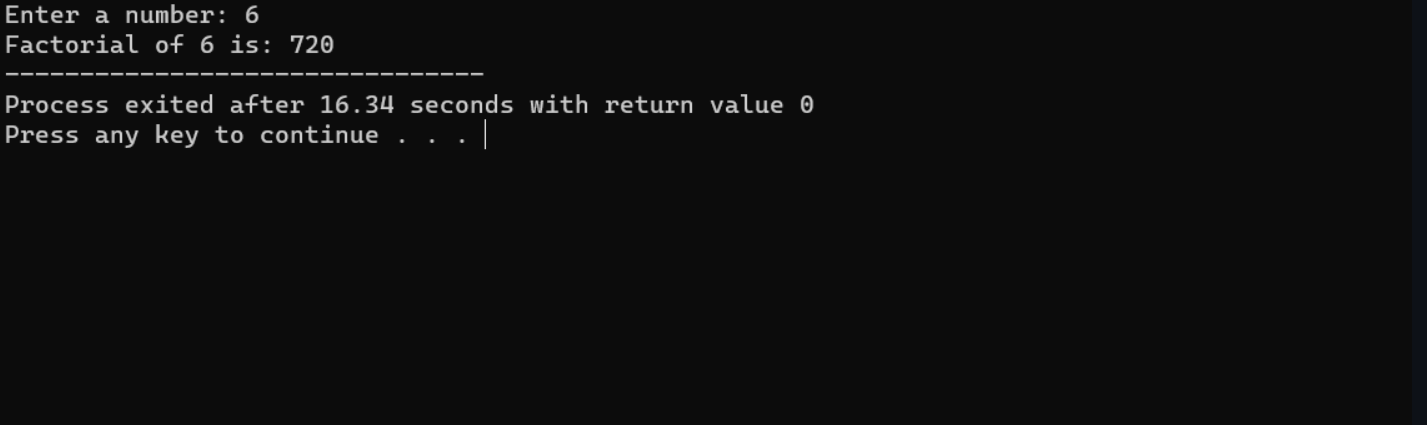 Enter a number: 6
Factorial of 6 is: 720
--------------------------------
Process exited after 16.34 seconds with return value 0
Press any key to continue . . .